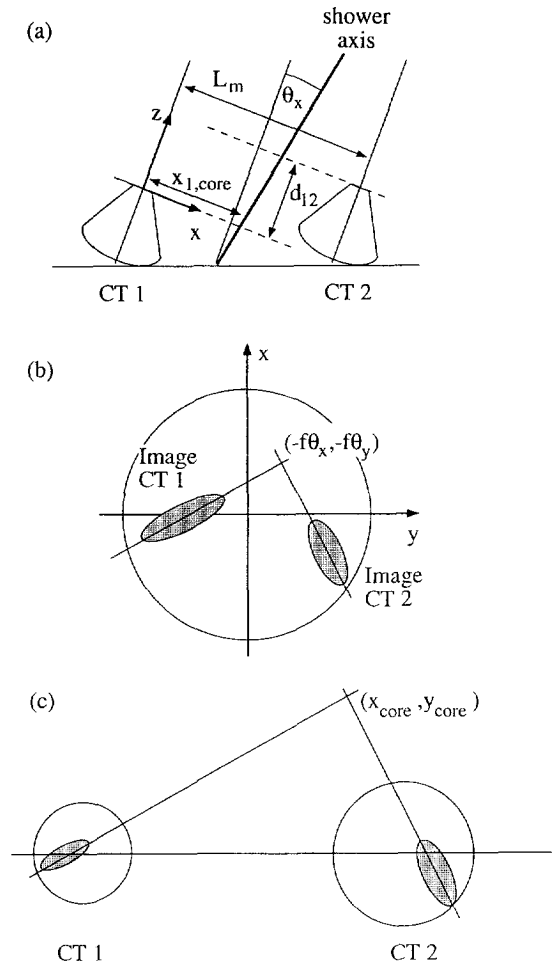 (a)
shower
axis
L_m
θ_x
z
x_1,core
d_12
x
CT 1
CT 2
(b)
x
(-fθ_x,-fθ_y)
Image
CT 1
y
Image
CT 2
(c)
(x_core,y_core)
CT 1
CT 2